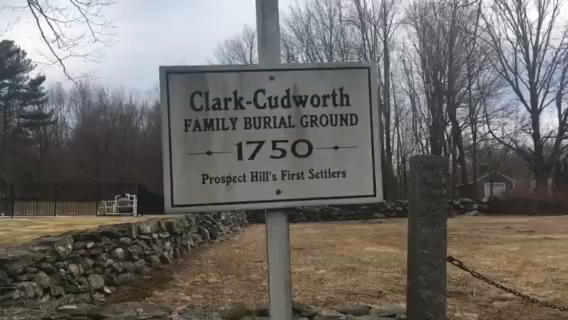 Clark-Cudworth
FAMILY BURIAL GROUND
1750
Prospect Hill's First Settlers